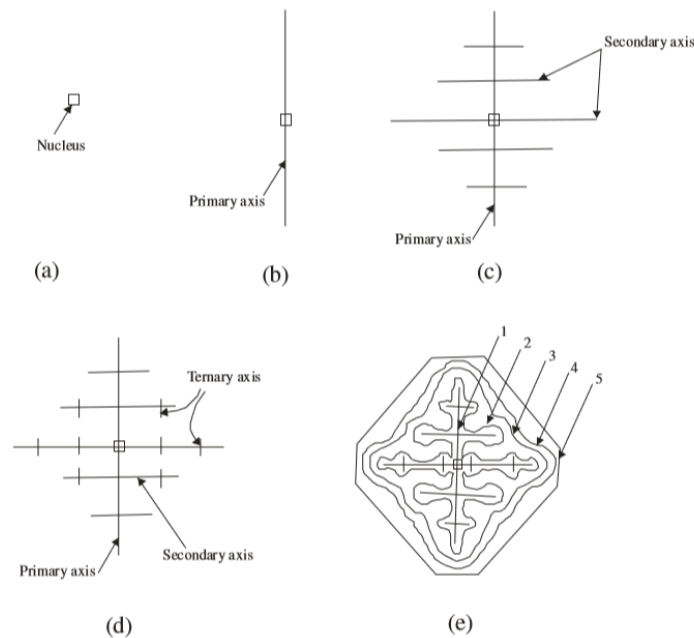 Nucleus
(a)
Primary axis
(b)
Secondary axis
Primary axis
(c)
Ternary axis
Secondary axis
Primary axis
(d)
1
2
3
4
5
(e)